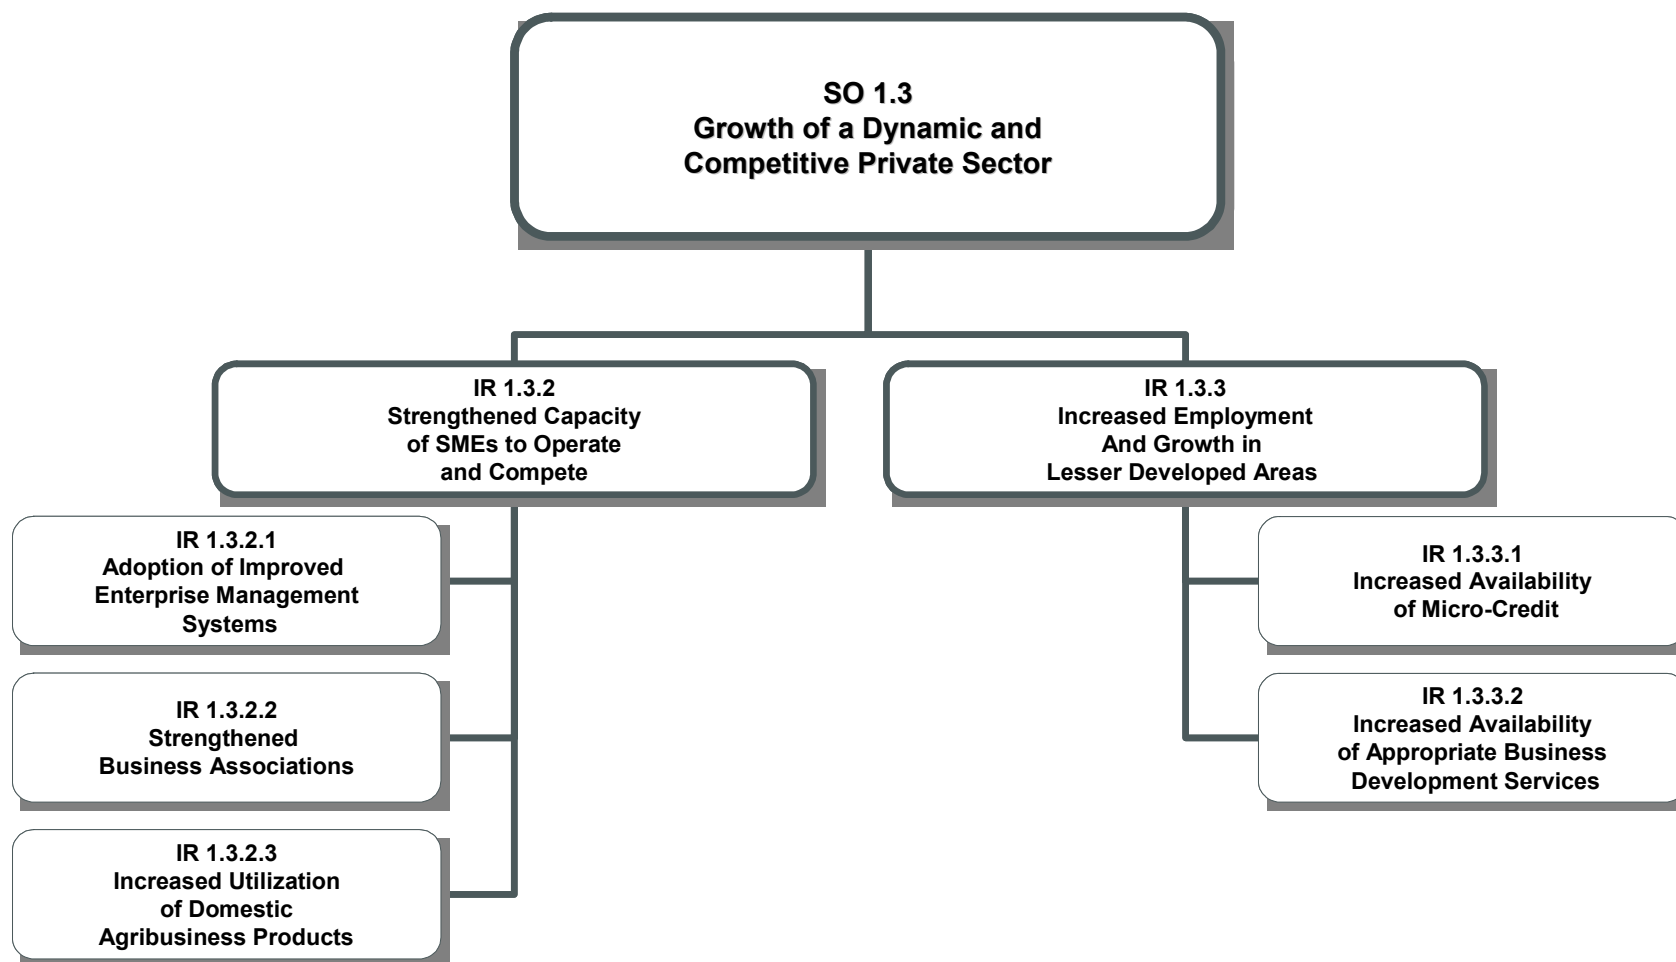 SO 1.3
Growth of a Dynamic and
Competitive Private Sector
IR 1.3.2
Strengthened Capacity
of SMEs to Operate
and Compete
IR 1.3.3
Increased Employment
And Growth in
Lesser Developed Areas
IR 1.3.2.1
Adoption of Improved
Enterprise Management
Systems
IR 1.3.2.2
Strengthened
Business Associations
IR 1.3.2.3
Increased Utilization
of Domestic
Agribusiness Products
IR 1.3.3.1
Increased Availability
of Micro-Credit
IR 1.3.3.2
Increased Availability
of Appropriate Business
Development Services